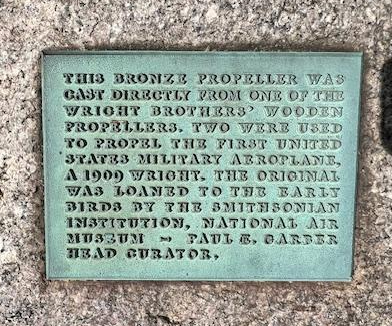 THIS BRONZE PROPELLER WAS
CAST DIRECTLY FROM ONE OF THE
WRIGHT BROTHERS' WOODEN
PROPELLERS. TWO WERE USED
TO PROPEL THE FIRST UNITED
STATES MILITARY AEROPLANE,
A 1909 WRIGHT. THE ORIGINAL
WAS LOANED TO THE EARLY
BIRDS BY THE SMITHSONIAN
INSTITUTION, NATIONAL AIR
MUSEUM ~ PAUL E. GARBER
HEAD CURATOR.